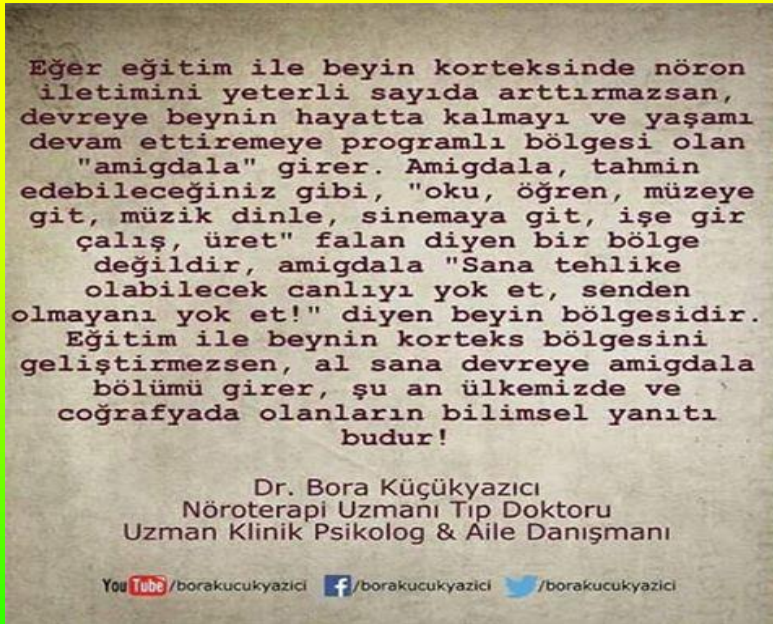 Eğer eğitim ile beyin korteksinde nöron
iletimini yeterli sayıda arttırmazsan,
devreye beynin hayatta kalmayı ve yaşamı
devam ettiremeye programlı bölgesi olan
"amigdala" girer. Amigdala, tahmin
edebileceğiniz gibi, "oku, öğren, müzeye
git, müzik dinle, sinemaya git, işe gir
çalış, üret" falan diyen bir bölge
değildir, amigdala "Sana tehlike
olabilecek canlıyı yok et, senden
olmayanı yok et!" diyen beyin bölgesidir.
Eğitim ile beynin korteks bölgesini
geliştirmezsen, al sana devreye amigdala
bölümü girer, şu an ülkemizde ve
coğrafyada olanların bilimsel yanıtı
budur!
Dr. Bora Küçükyazıcı
Nöroterapi Uzmanı Tıp Doktoru
Uzman Klinik Psikolog & Aile Danışmanı
YouTube /borakucukyazici f /borakucukyazici /borakucukyazici